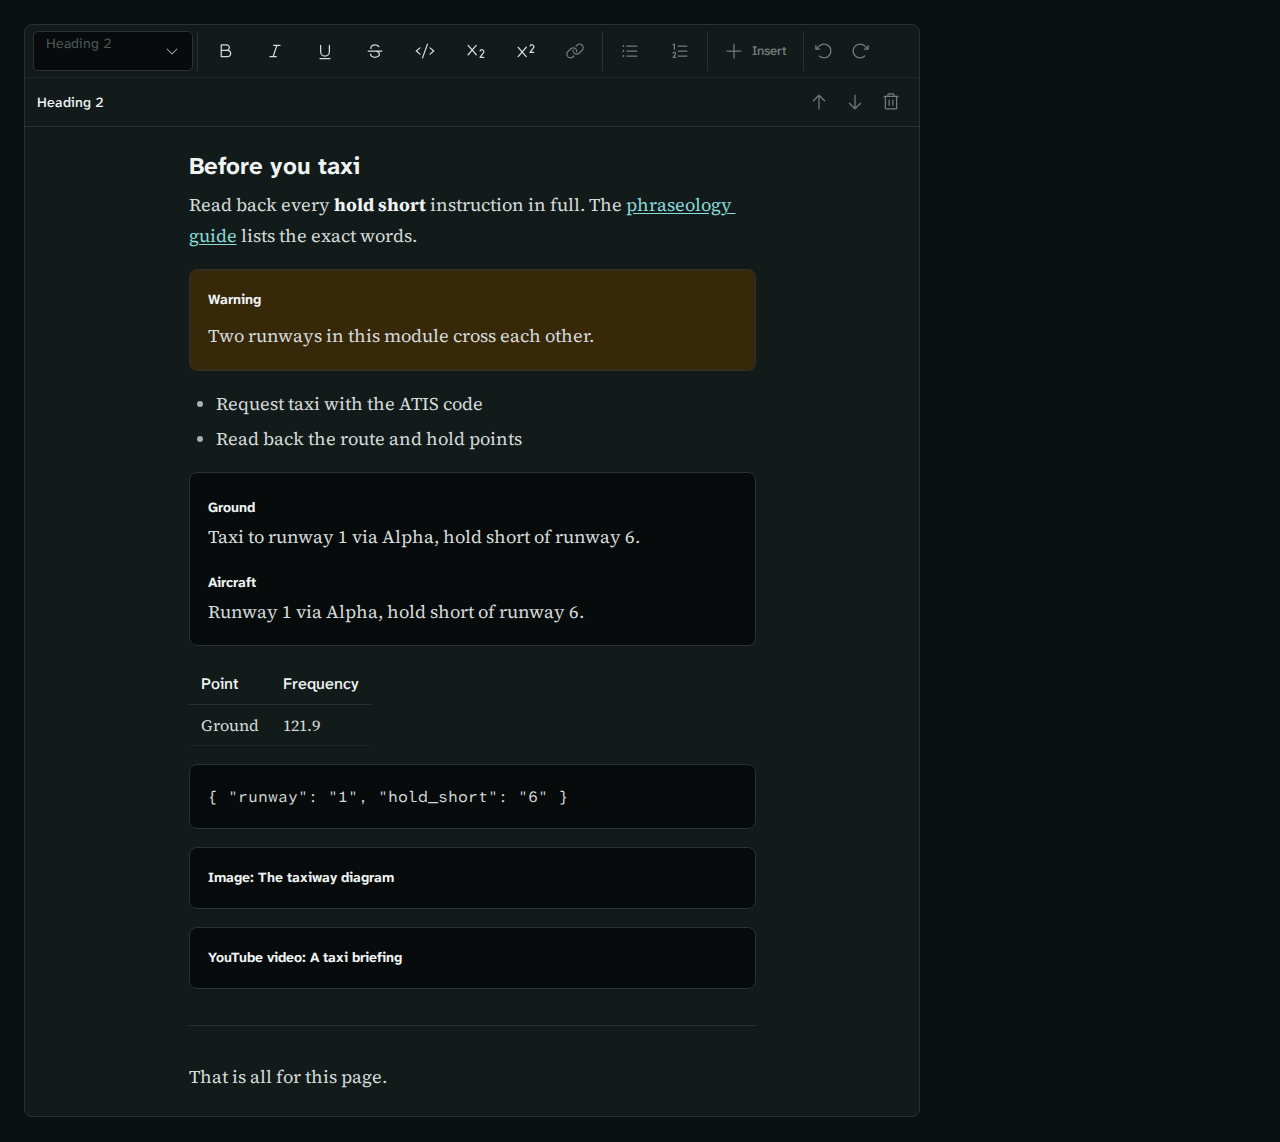 Heading 2
B I U S </> X2 X2 Insert
Heading 2
Before you taxi
Read back every hold short instruction in full. The phraseology
guide lists the exact words.
Warning
Two runways in this module cross each other.
• Request taxi with the ATIS code
• Read back the route and hold points
Ground
Taxi to runway 1 via Alpha, hold short of runway 6.
Aircraft
Runway 1 via Alpha, hold short of runway 6.
Point Frequency
Ground 121.9
{ "runway": "1", "hold_short": "6" }
Image: The taxiway diagram
YouTube video: A taxi briefing
That is all for this page.